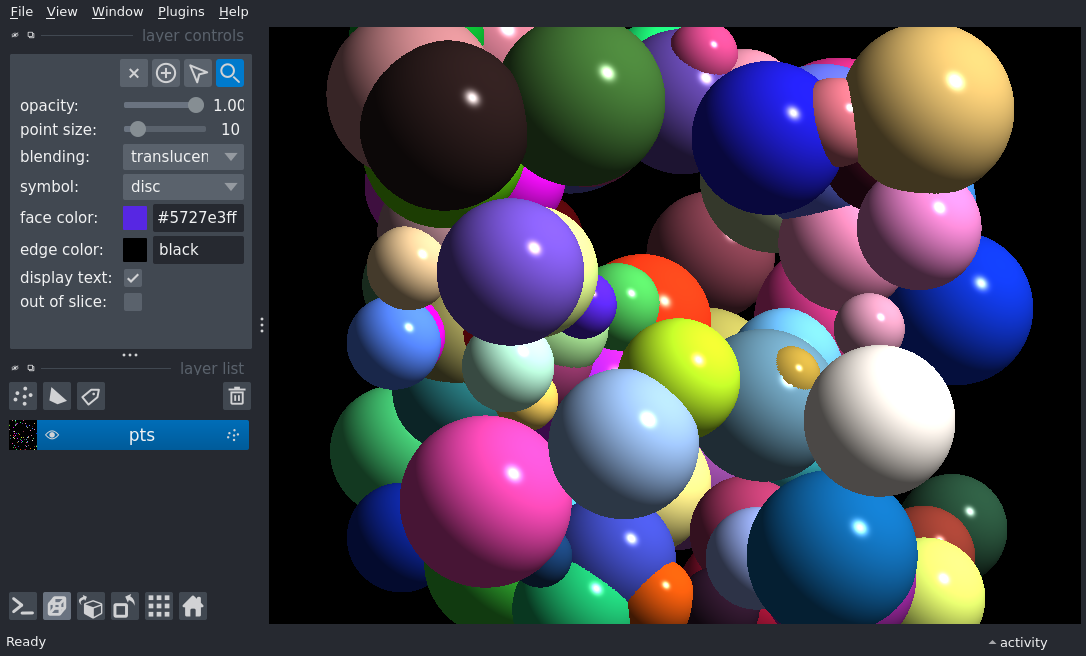 File View Window Plugins Help
layer controls
opacity: 1.00
point size: 10
blending: translucen
symbol: disc
face color: #5727e3ff
edge color: black
display text:
out of slice:
layer list
pts
Ready
activity